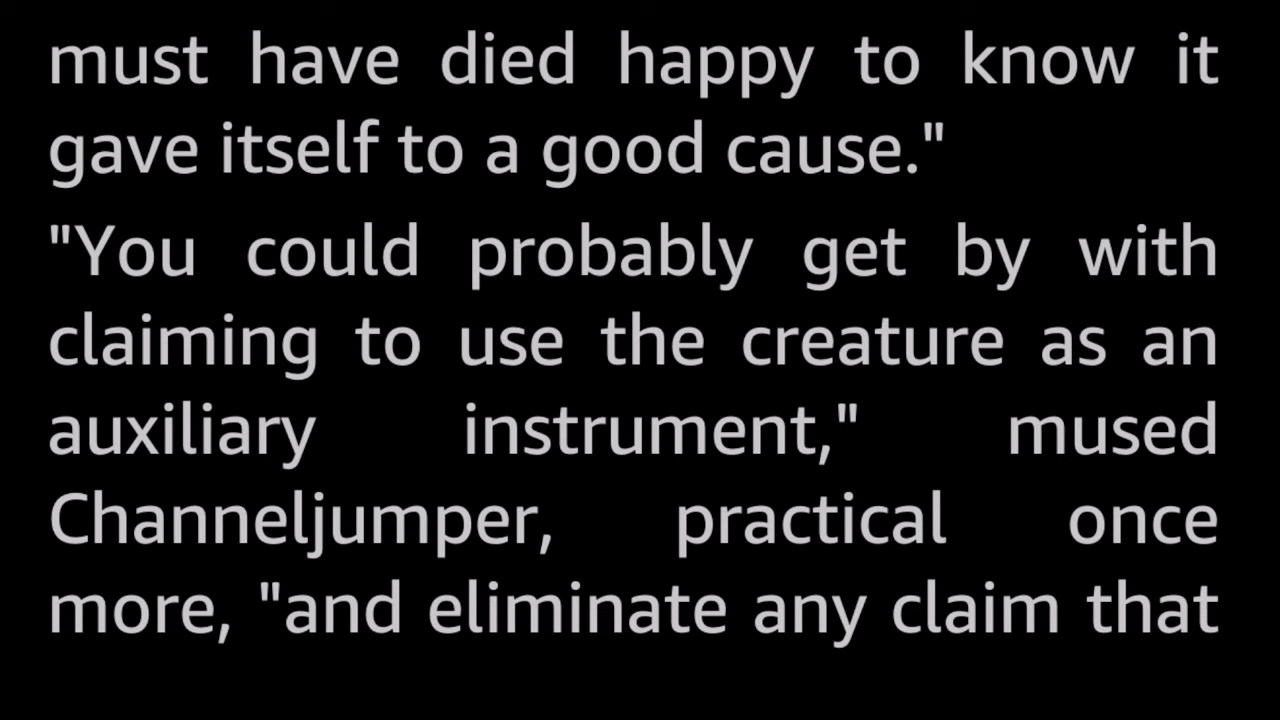 must have died happy to know it
gave itself to a good cause."
"You could probably get by with
claiming to use the creature as an
auxiliary instrument," mused
Channeljumper, practical once
more, "and eliminate any claim that